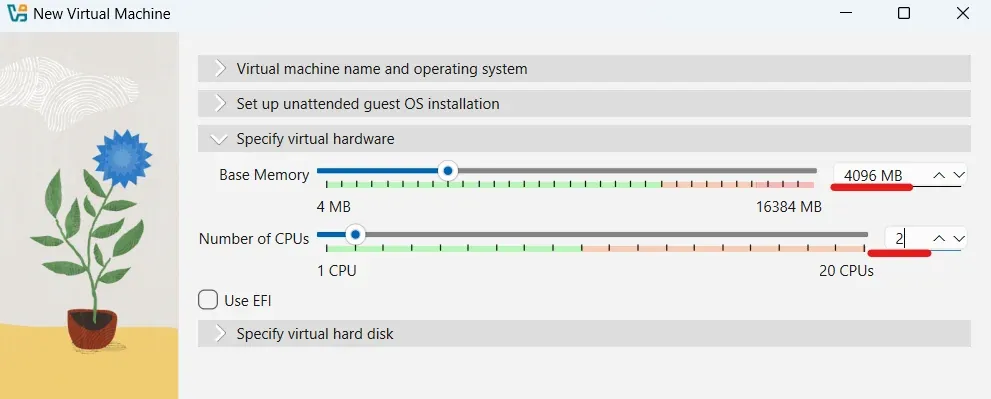 New Virtual Machine
Virtual machine name and operating system
Set up unattended guest OS installation
Specify virtual hardware
Base Memory 4096 MB
4 MB 16384 MB
Number of CPUs 2
1 CPU 20 CPUs
Use EFI
Specify virtual hard disk